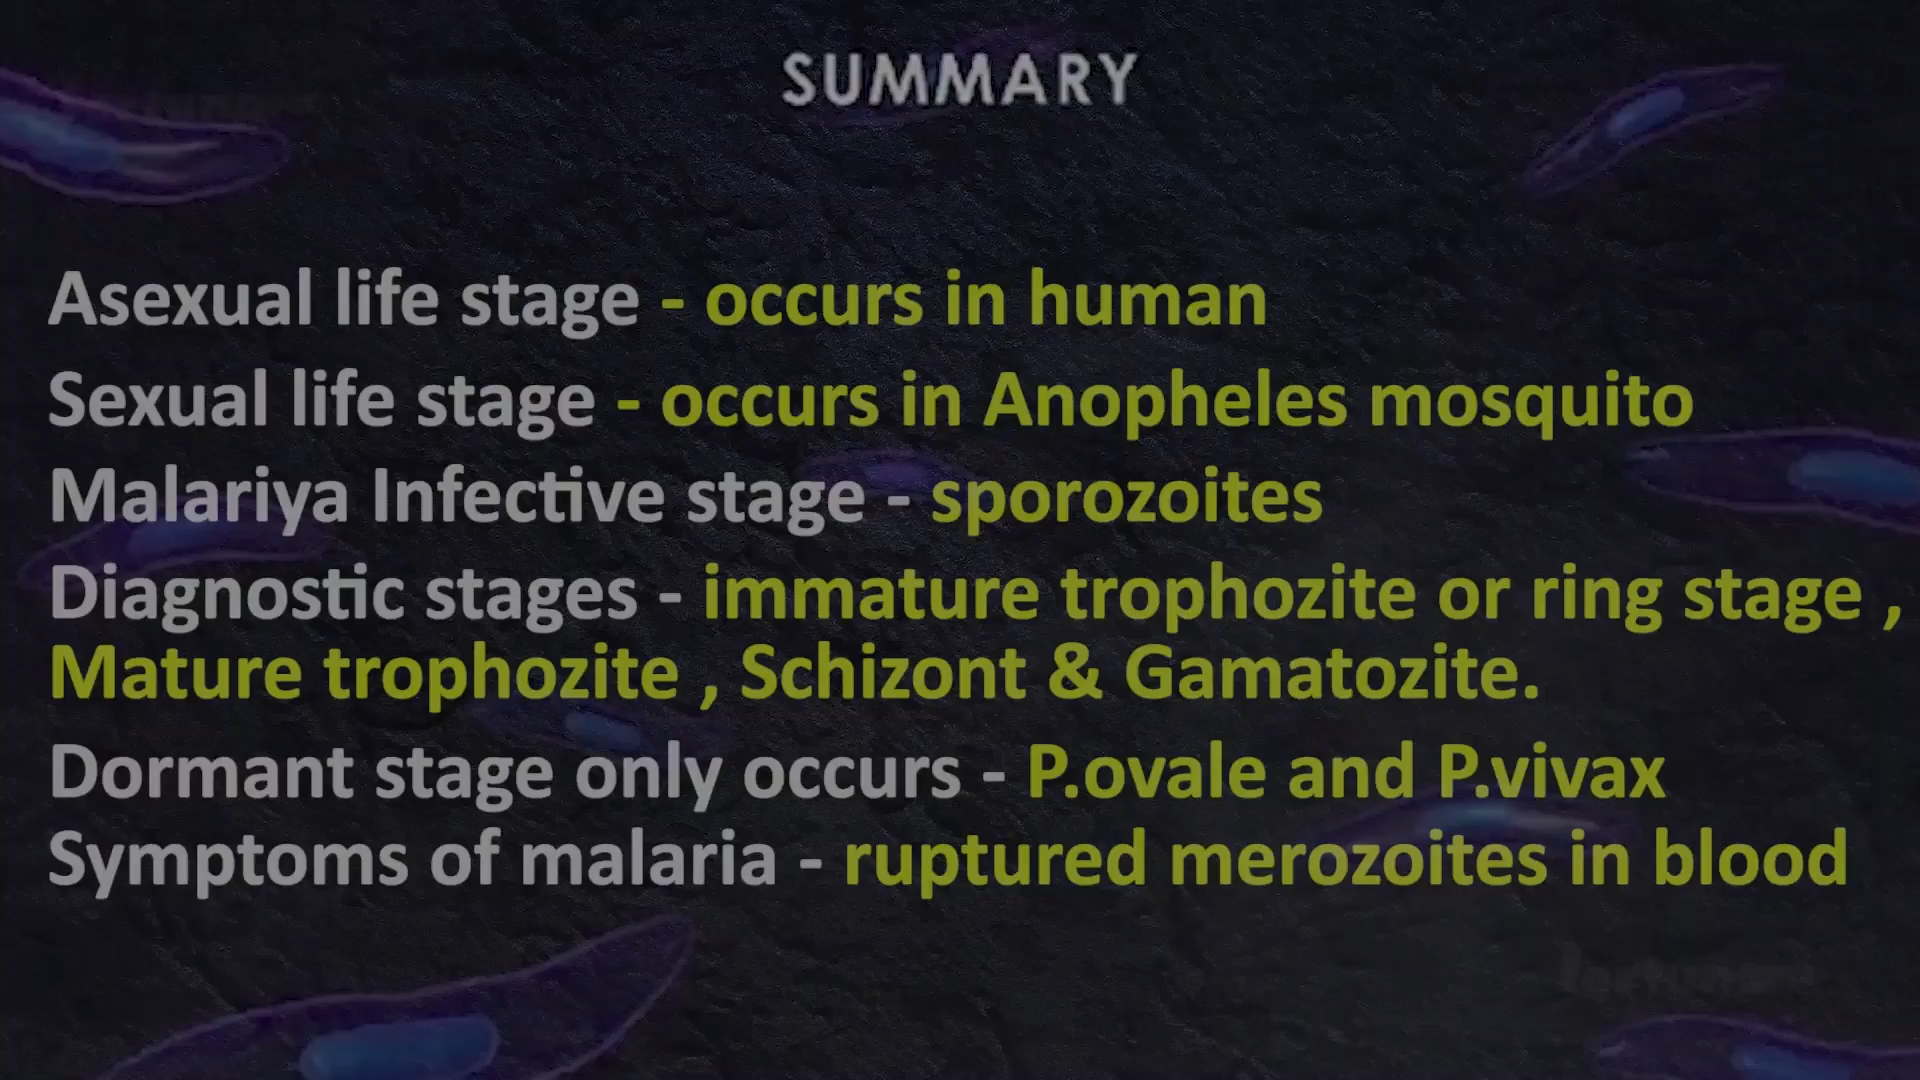 SUMMARY
Asexual life stage - occurs in human
Sexual life stage - occurs in Anopheles mosquito
Malariya Infective stage - sporozoites
Diagnostic stages - immature trophozite or ring stage ,
Mature trophozite , Schizont & Gamatozite.
Dormant stage only occurs - P.ovale and P.vivax
Symptoms of malaria - ruptured merozoites in blood